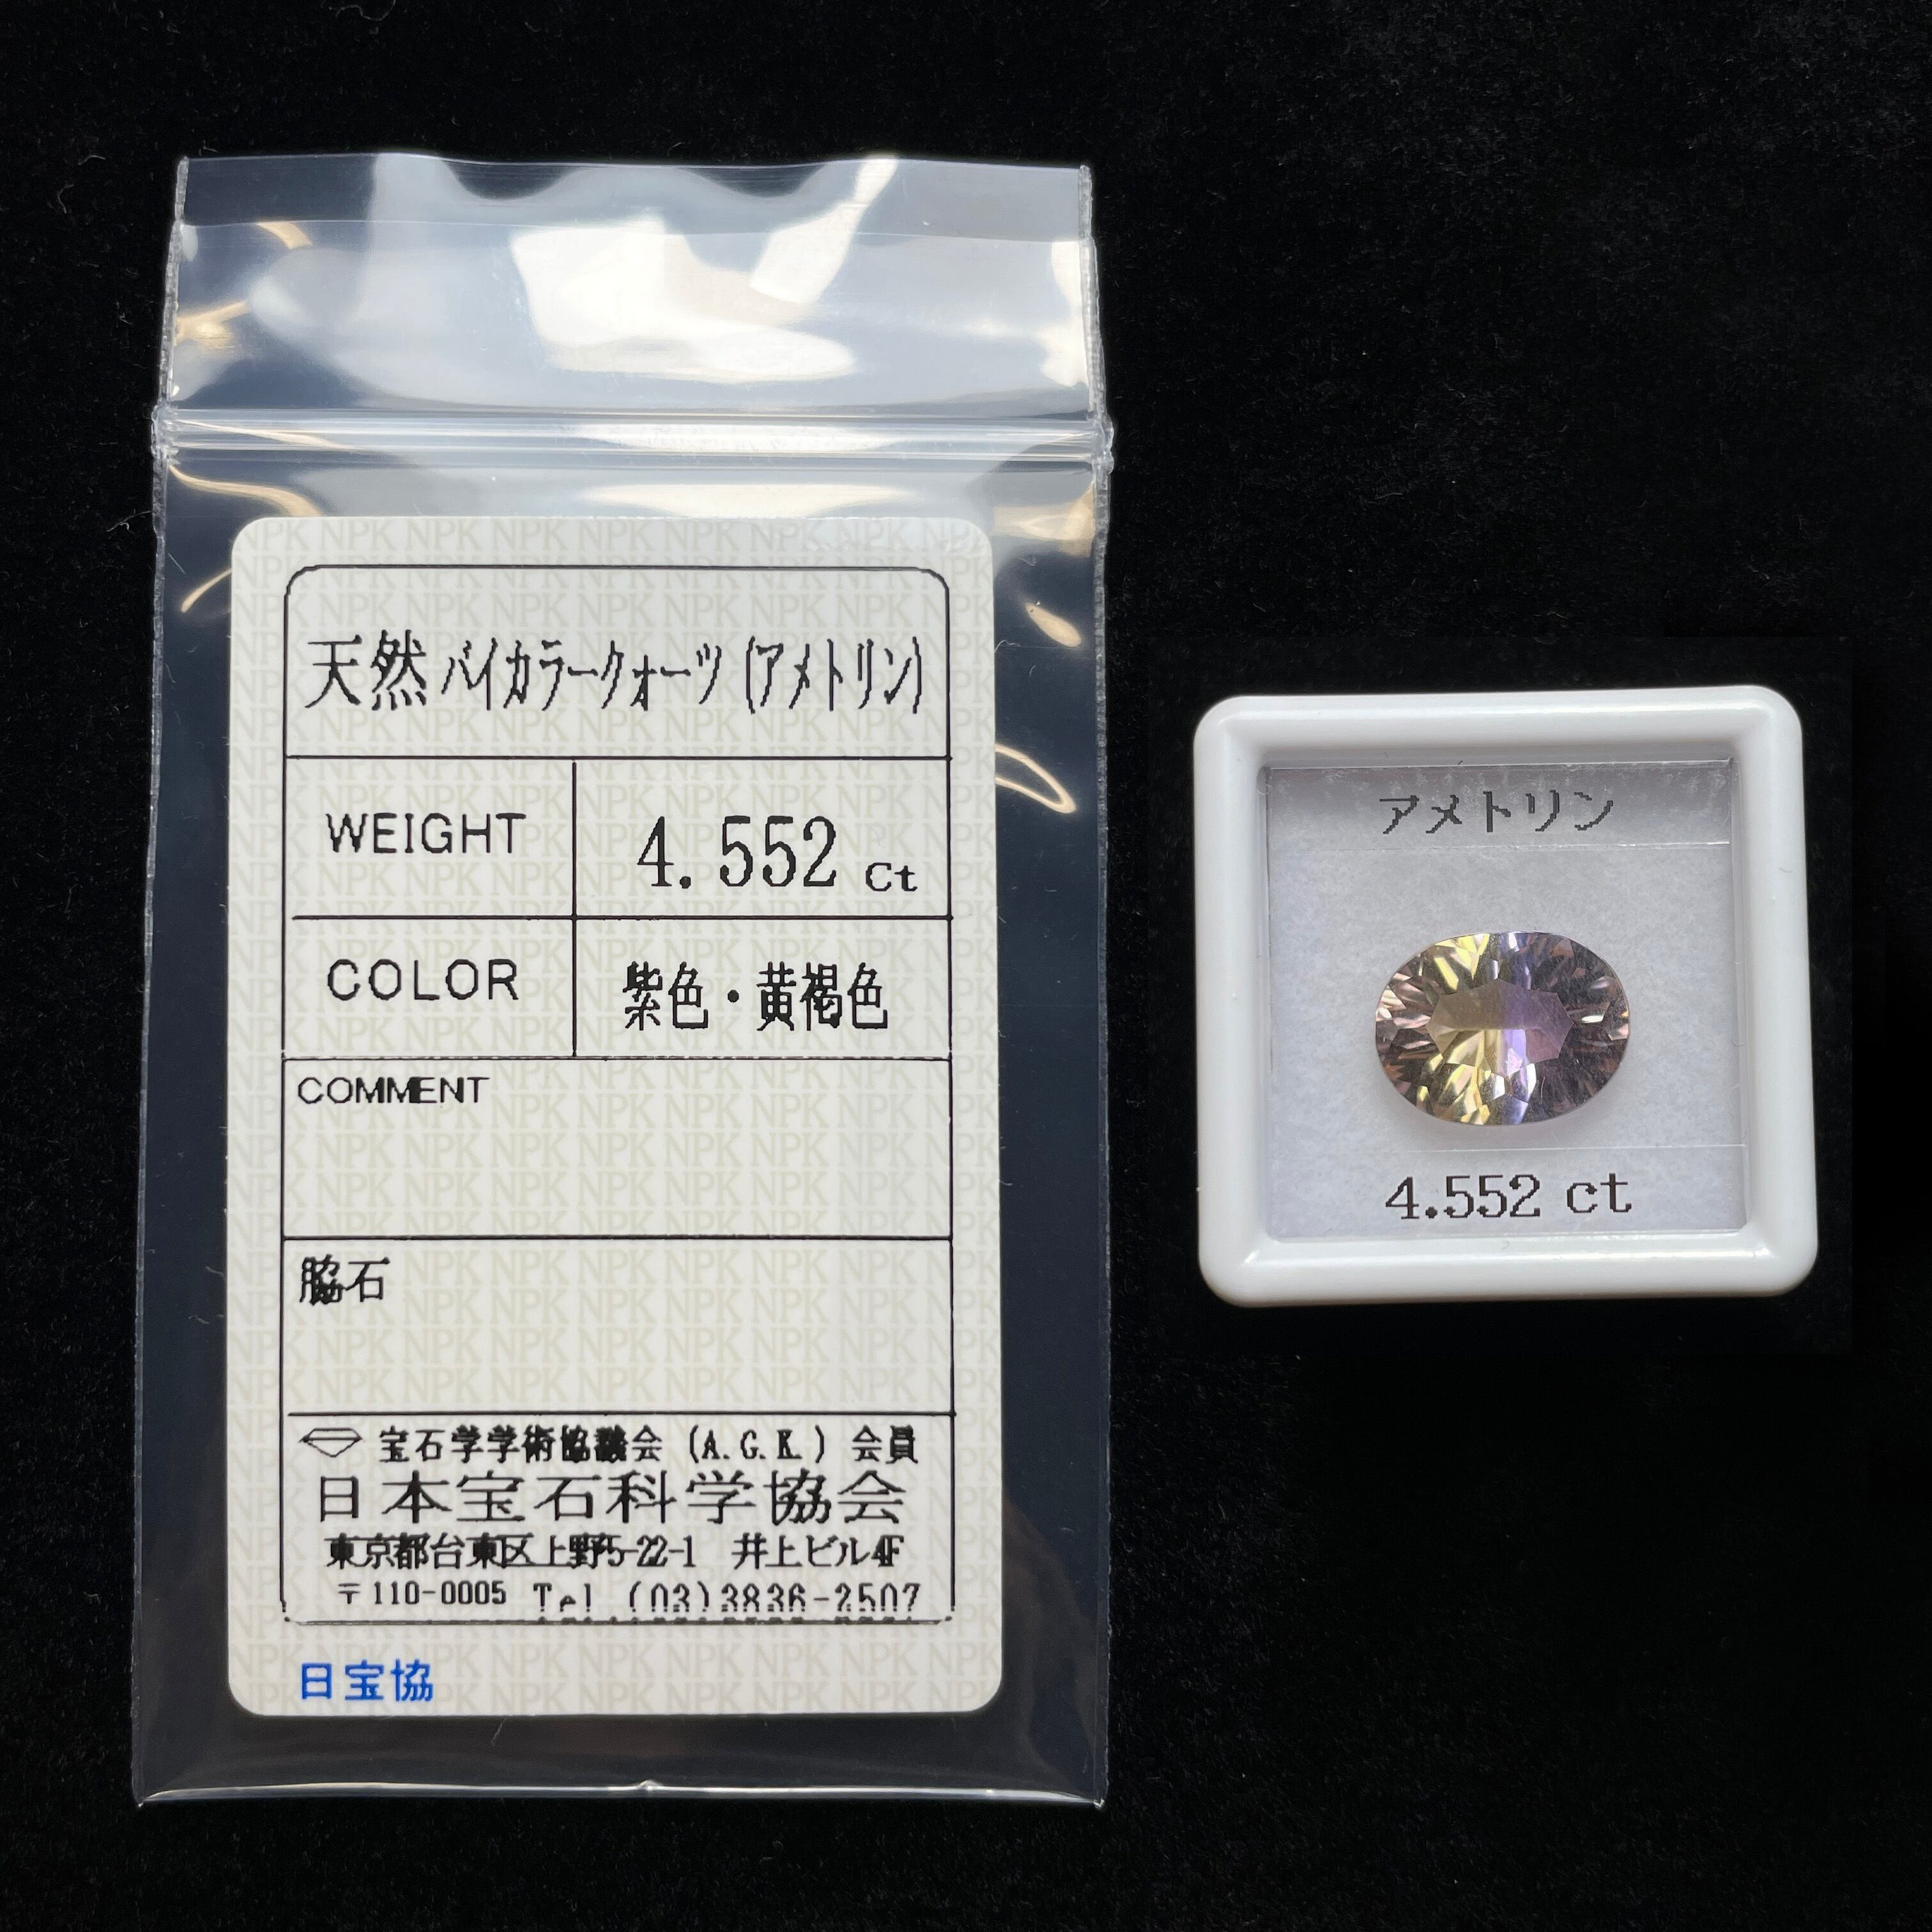 天然バイカラークォーツ(アメトリン)
WEIGHT 4.552 ct
COLOR 紫色・黄褐色
COMMENT
脇石
宝石学学術協議会 (A.G.K.) 会員
日本宝石科学協会
東京都台東区上野5-22-1 井上ビル4F
〒110-0005 Tel (03)3836-2507
日宝協
アメトリン
4.552 ct